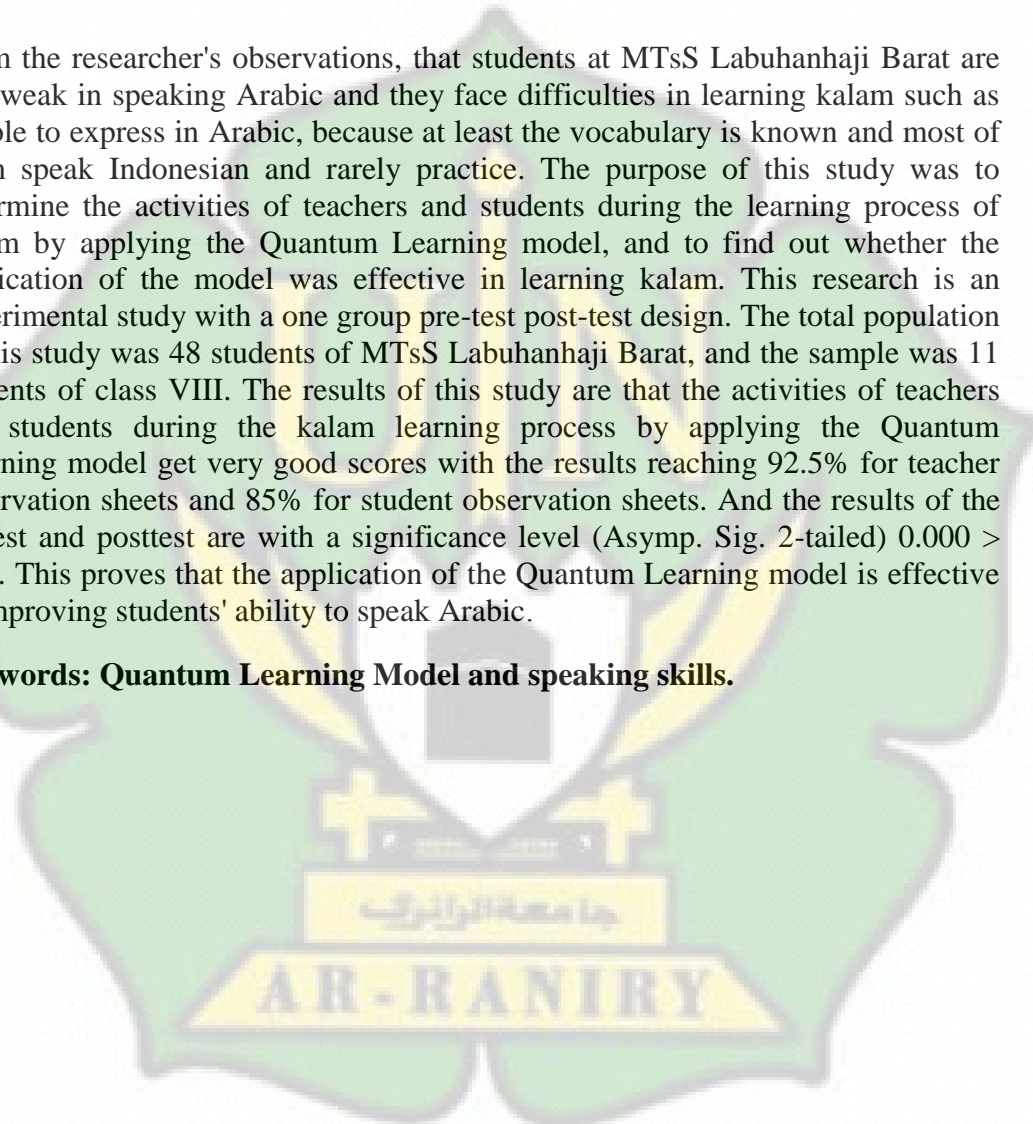 m the researcher's observations, that students at MTsS Labuhanhaji Barat are
weak in speaking Arabic and they face difficulties in learning kalam such as
ble to express in Arabic, because at least the vocabulary is known and most of
m speak Indonesian and rarely practice. The purpose of this study was to
rmine the activities of teachers and students during the learning process of
m by applying the Quantum Learning model, and to find out whether the
ication of the model was effective in learning kalam. This research is an
erimental study with a one group pre-test post-test design. The total population
is study was 48 students of MTsS Labuhanhaji Barat, and the sample was 11
ents of class VIII. The results of this study are that the activities of teachers
students during the kalam learning process by applying the Quantum
ning model get very good scores with the results reaching 92.5% for teacher
rvation sheets and 85% for student observation sheets. And the results of the
est and posttest are with a significance level (Asymp. Sig. 2-tailed) 0.000 >
. This proves that the application of the Quantum Learning model is effective
mproving students' ability to speak Arabic.
words: Quantum Learning Model and speaking skills.
UIN
جامعة الرانري
AR-RANIRY